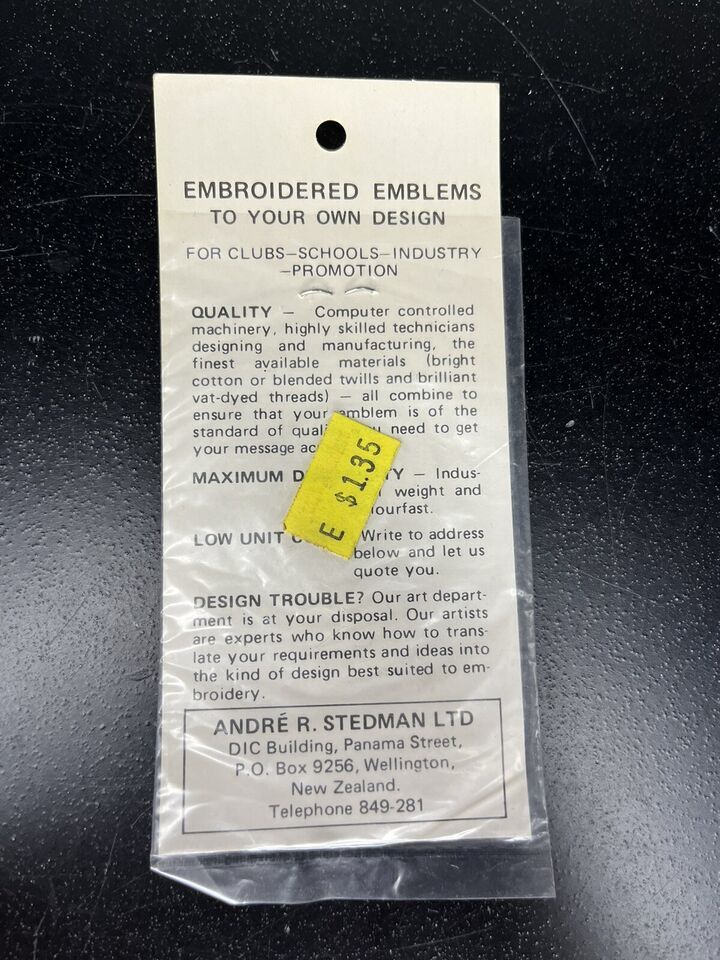 EMBROIDERED EMBLEMS
TO YOUR OWN DESIGN
FOR CLUBS—SCHOOLS—INDUSTRY
—PROMOTION
QUALITY — Computer controlled
machinery, highly skilled technicians
designing and manufacturing, the
finest available materials (bright
cotton or blended twills and brilliant
vat-dyed threads) — all combine to
ensure that your emblem is of the
standard of need to get
your message
MAXIMUM — Indus-
weight and
LOW UNIT Write to address
below and let us
quote you.
E $1.35
DESIGN TROUBLE? Our art depart-
ment is at your disposal. Our artists
are experts who know how to trans-
late your requirements and ideas into
the kind of design best suited to em-
broidery.
ANDRÉ R. STEDMAN LTD
DIC Building, Panama Street,
P.O. Box 9256, Wellington,
New Zealand.
Telephone 849-281